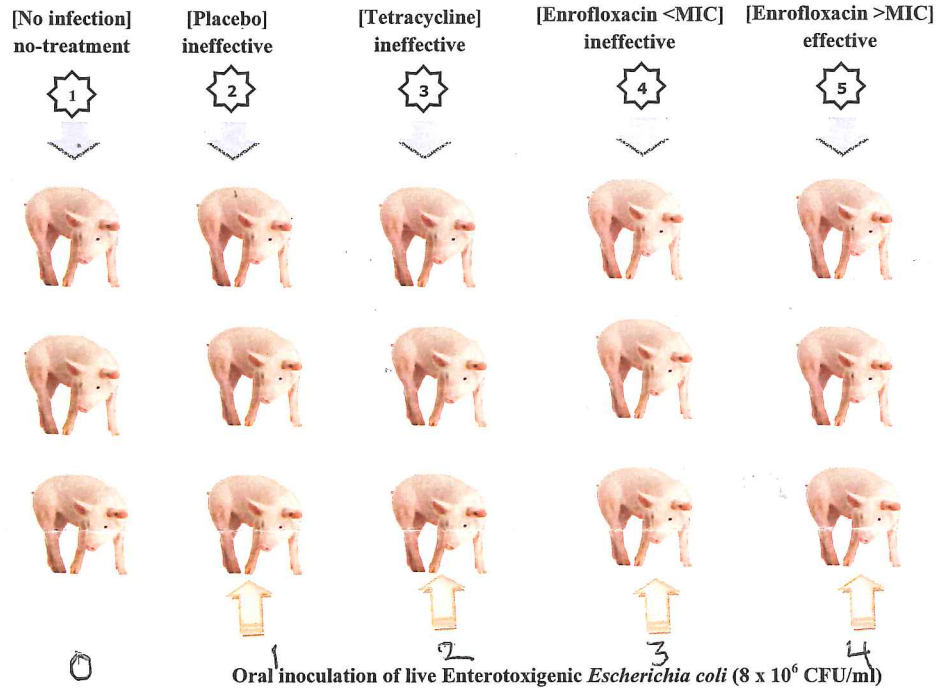 [No infection] [Placebo] [Tetracycline] [Enrofloxacin <MIC] [Enrofloxacin >MIC]
no-treatment ineffective ineffective ineffective effective
1 2 3 4 5
0 1 2 3 4
Oral inoculation of live Enterotoxigenic Escherichia coli (8 x 10⁶ CFU/ml)